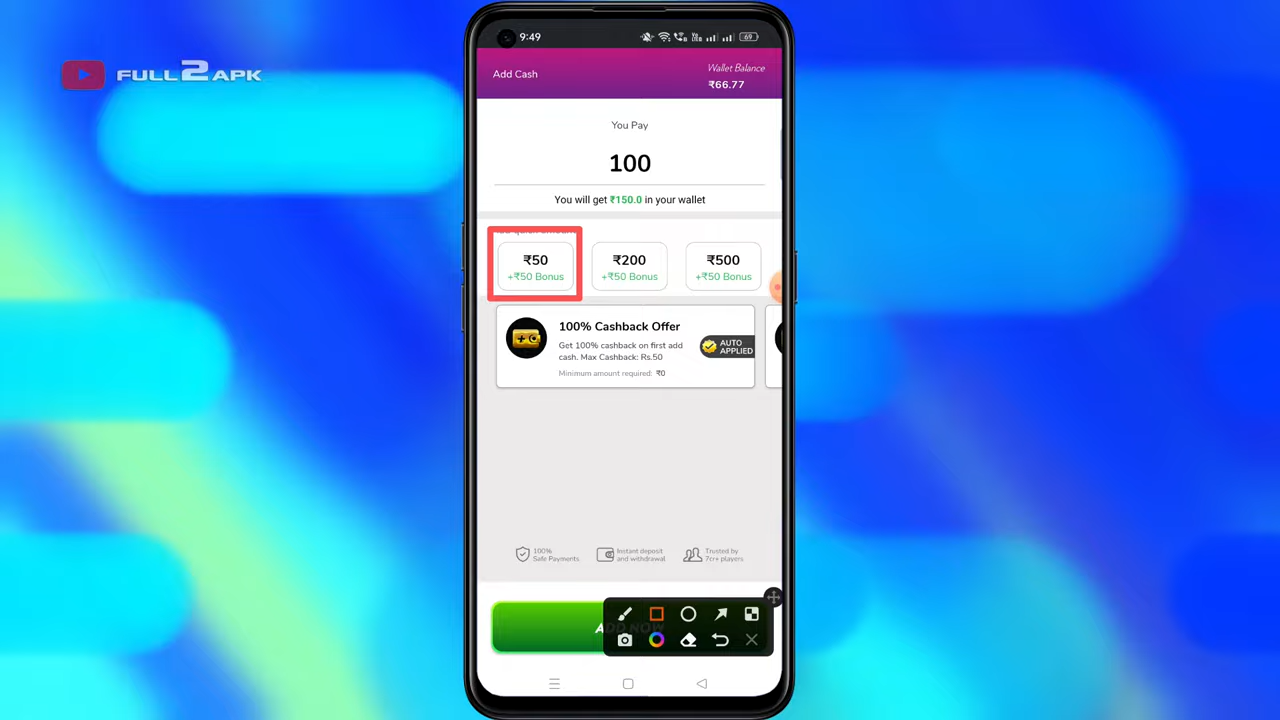 FULL2APK
9:49
69
Add Cash
Wallet Balance
₹66.77
You Pay
100
You will get ₹150.0 in your wallet
₹50
+₹50 Bonus
₹200
+₹50 Bonus
₹500
+₹50 Bonus
100% Cashback Offer
Get 100% cashback on first add
cash. Max Cashback: Rs.50
Minimum amount required: ₹0
AUTO
APPLIED
100%
Safe Payments
Instant deposit
and withdrawal
Trusted by
7cr+ players
ADD NOW